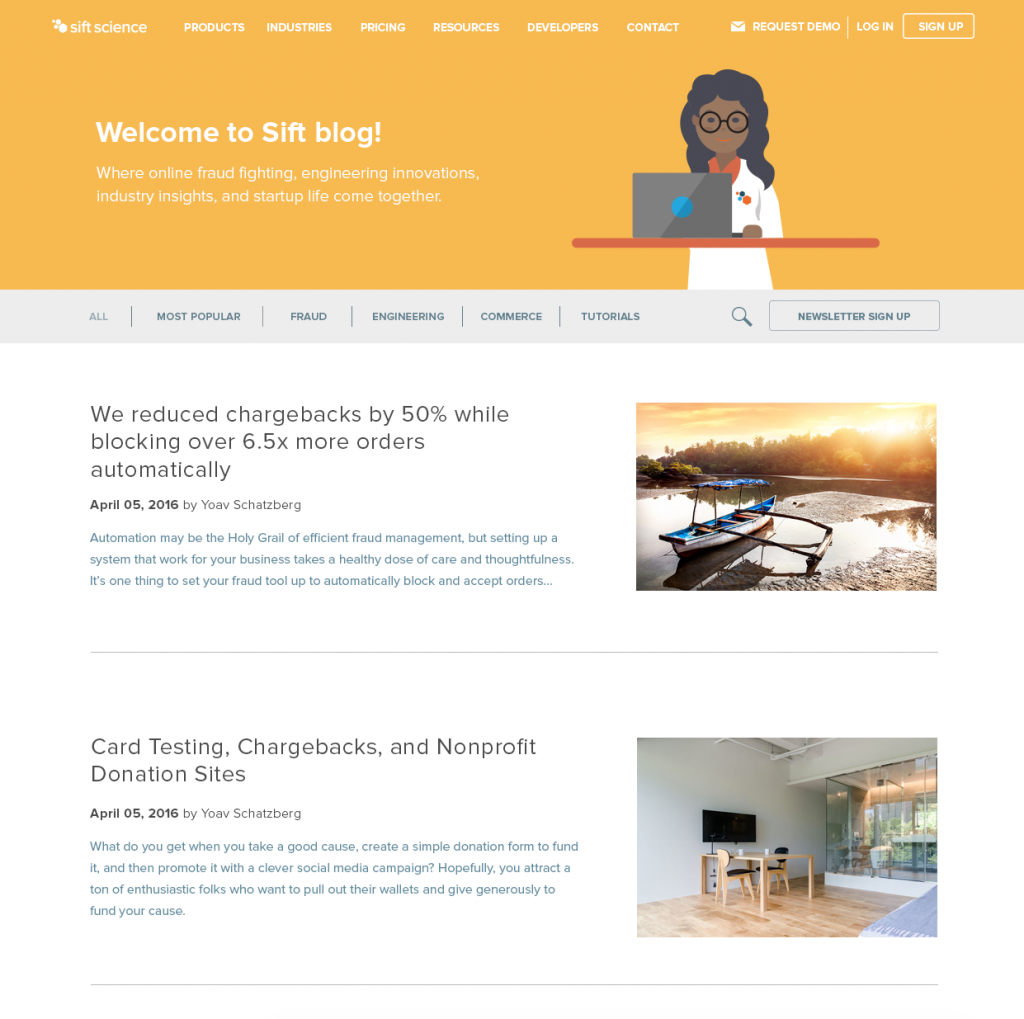 sift science
PRODUCTS INDUSTRIES PRICING RESOURCES DEVELOPERS CONTACT REQUEST DEMO LOG IN SIGN UP
Welcome to Sift blog!
Where online fraud fighting, engineering innovations,
industry insights, and startup life come together.
ALL MOST POPULAR FRAUD ENGINEERING COMMERCE TUTORIALS NEWSLETTER SIGN UP
We reduced chargebacks by 50% while
blocking over 6.5x more orders
automatically
April 05, 2016 by Yoav Schatzberg
Automation may be the Holy Grail of efficient fraud management, but setting up a
system that work for your business takes a healthy dose of care and thoughtfulness.
It's one thing to set your fraud tool up to automatically block and accept orders...
Card Testing, Chargebacks, and Nonprofit
Donation Sites
April 05, 2016 by Yoav Schatzberg
What do you get when you take a good cause, create a simple donation form to fund
it, and then promote it with a clever social media campaign? Hopefully, you attract a
ton of enthusiastic folks who want to pull out their wallets and give generously to
fund your cause.